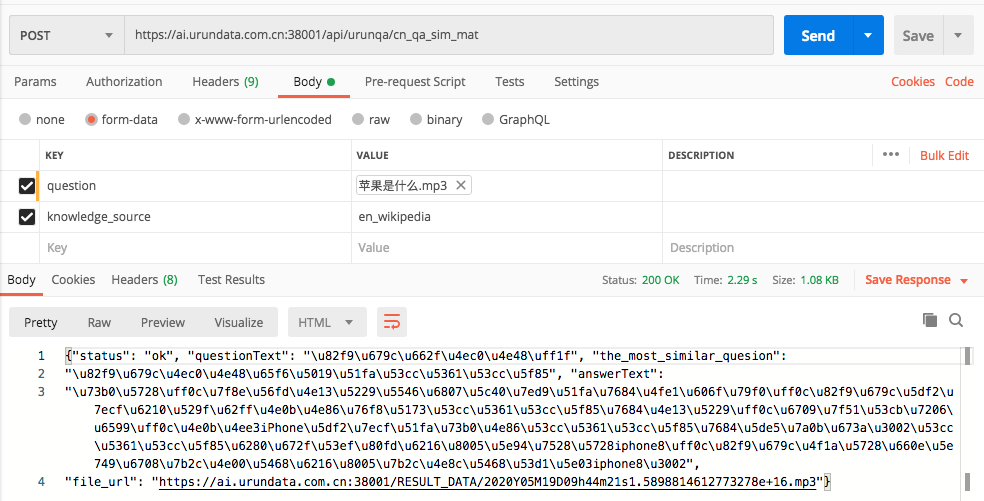 POST https://ai.urundata.com.cn:38001/api/urunqa/cn_qa_sim_mat Send Save
Params Authorization Headers (9) Body Pre-request Script Tests Settings Cookies Code
none form-data x-www-form-urlencoded raw binary GraphQL
KEY VALUE DESCRIPTION ••• Bulk Edit
question 苹果是什么.mp3
knowledge_source en_wikipedia
Key Value Description
Body Cookies Headers (8) Test Results Status: 200 OK Time: 2.29 s Size: 1.08 KB Save Response
Pretty Raw Preview Visualize HTML
1 {"status": "ok", "questionText": "\u82f9\u679c\u662f\u4ec0\u4e48\uff1f", "the_most_similar_quesion":
2 "\u82f9\u679c\u4ec0\u4e48\u65f6\u5019\u51fa\u53cc\u5361\u53cc\u5f85", "answerText":
3 "\u73b0\u5728\uff0c\u7f8e\u56fd\u4e13\u5229\u5546\u6807\u5c40\u7ed9\u51fa\u7684\u4fe1\u606f\u79f0\uff0c\u82f9\u679c\u5df2\u
7ecf\u6210\u529f\u62ff\u4e0b\u4e86\u76f8\u5173\u53cc\u5361\u53cc\u5f85\u7684\u4e13\u5229\uff0c\u6709\u7f51\u53cb\u7206\u
6599\uff0c\u4e0b\u4ee3iPhone\u5df2\u7ecf\u51fa\u73b0\u4e86\u53cc\u5361\u53cc\u5f85\u7684\u5de5\u7a0b\u673a\u3002\u53cc
\u5361\u53cc\u5f85\u6280\u672f\u53ef\u80fd\u6216\u8005\u5e94\u7528\u5728iphone8\uff0c\u82f9\u679c\u4f1a\u5728\u660e\u5e
749\u6708\u7b2c\u4e00\u5468\u6216\u8005\u7b2c\u4e8c\u5468\u53d1\u5e03iphone8\u3002",
4 "file_url": "https://ai.urundata.com.cn:38001/RESULT_DATA/2020Y05M19D09h44m21s1.5898814612773278e+16.mp3"}